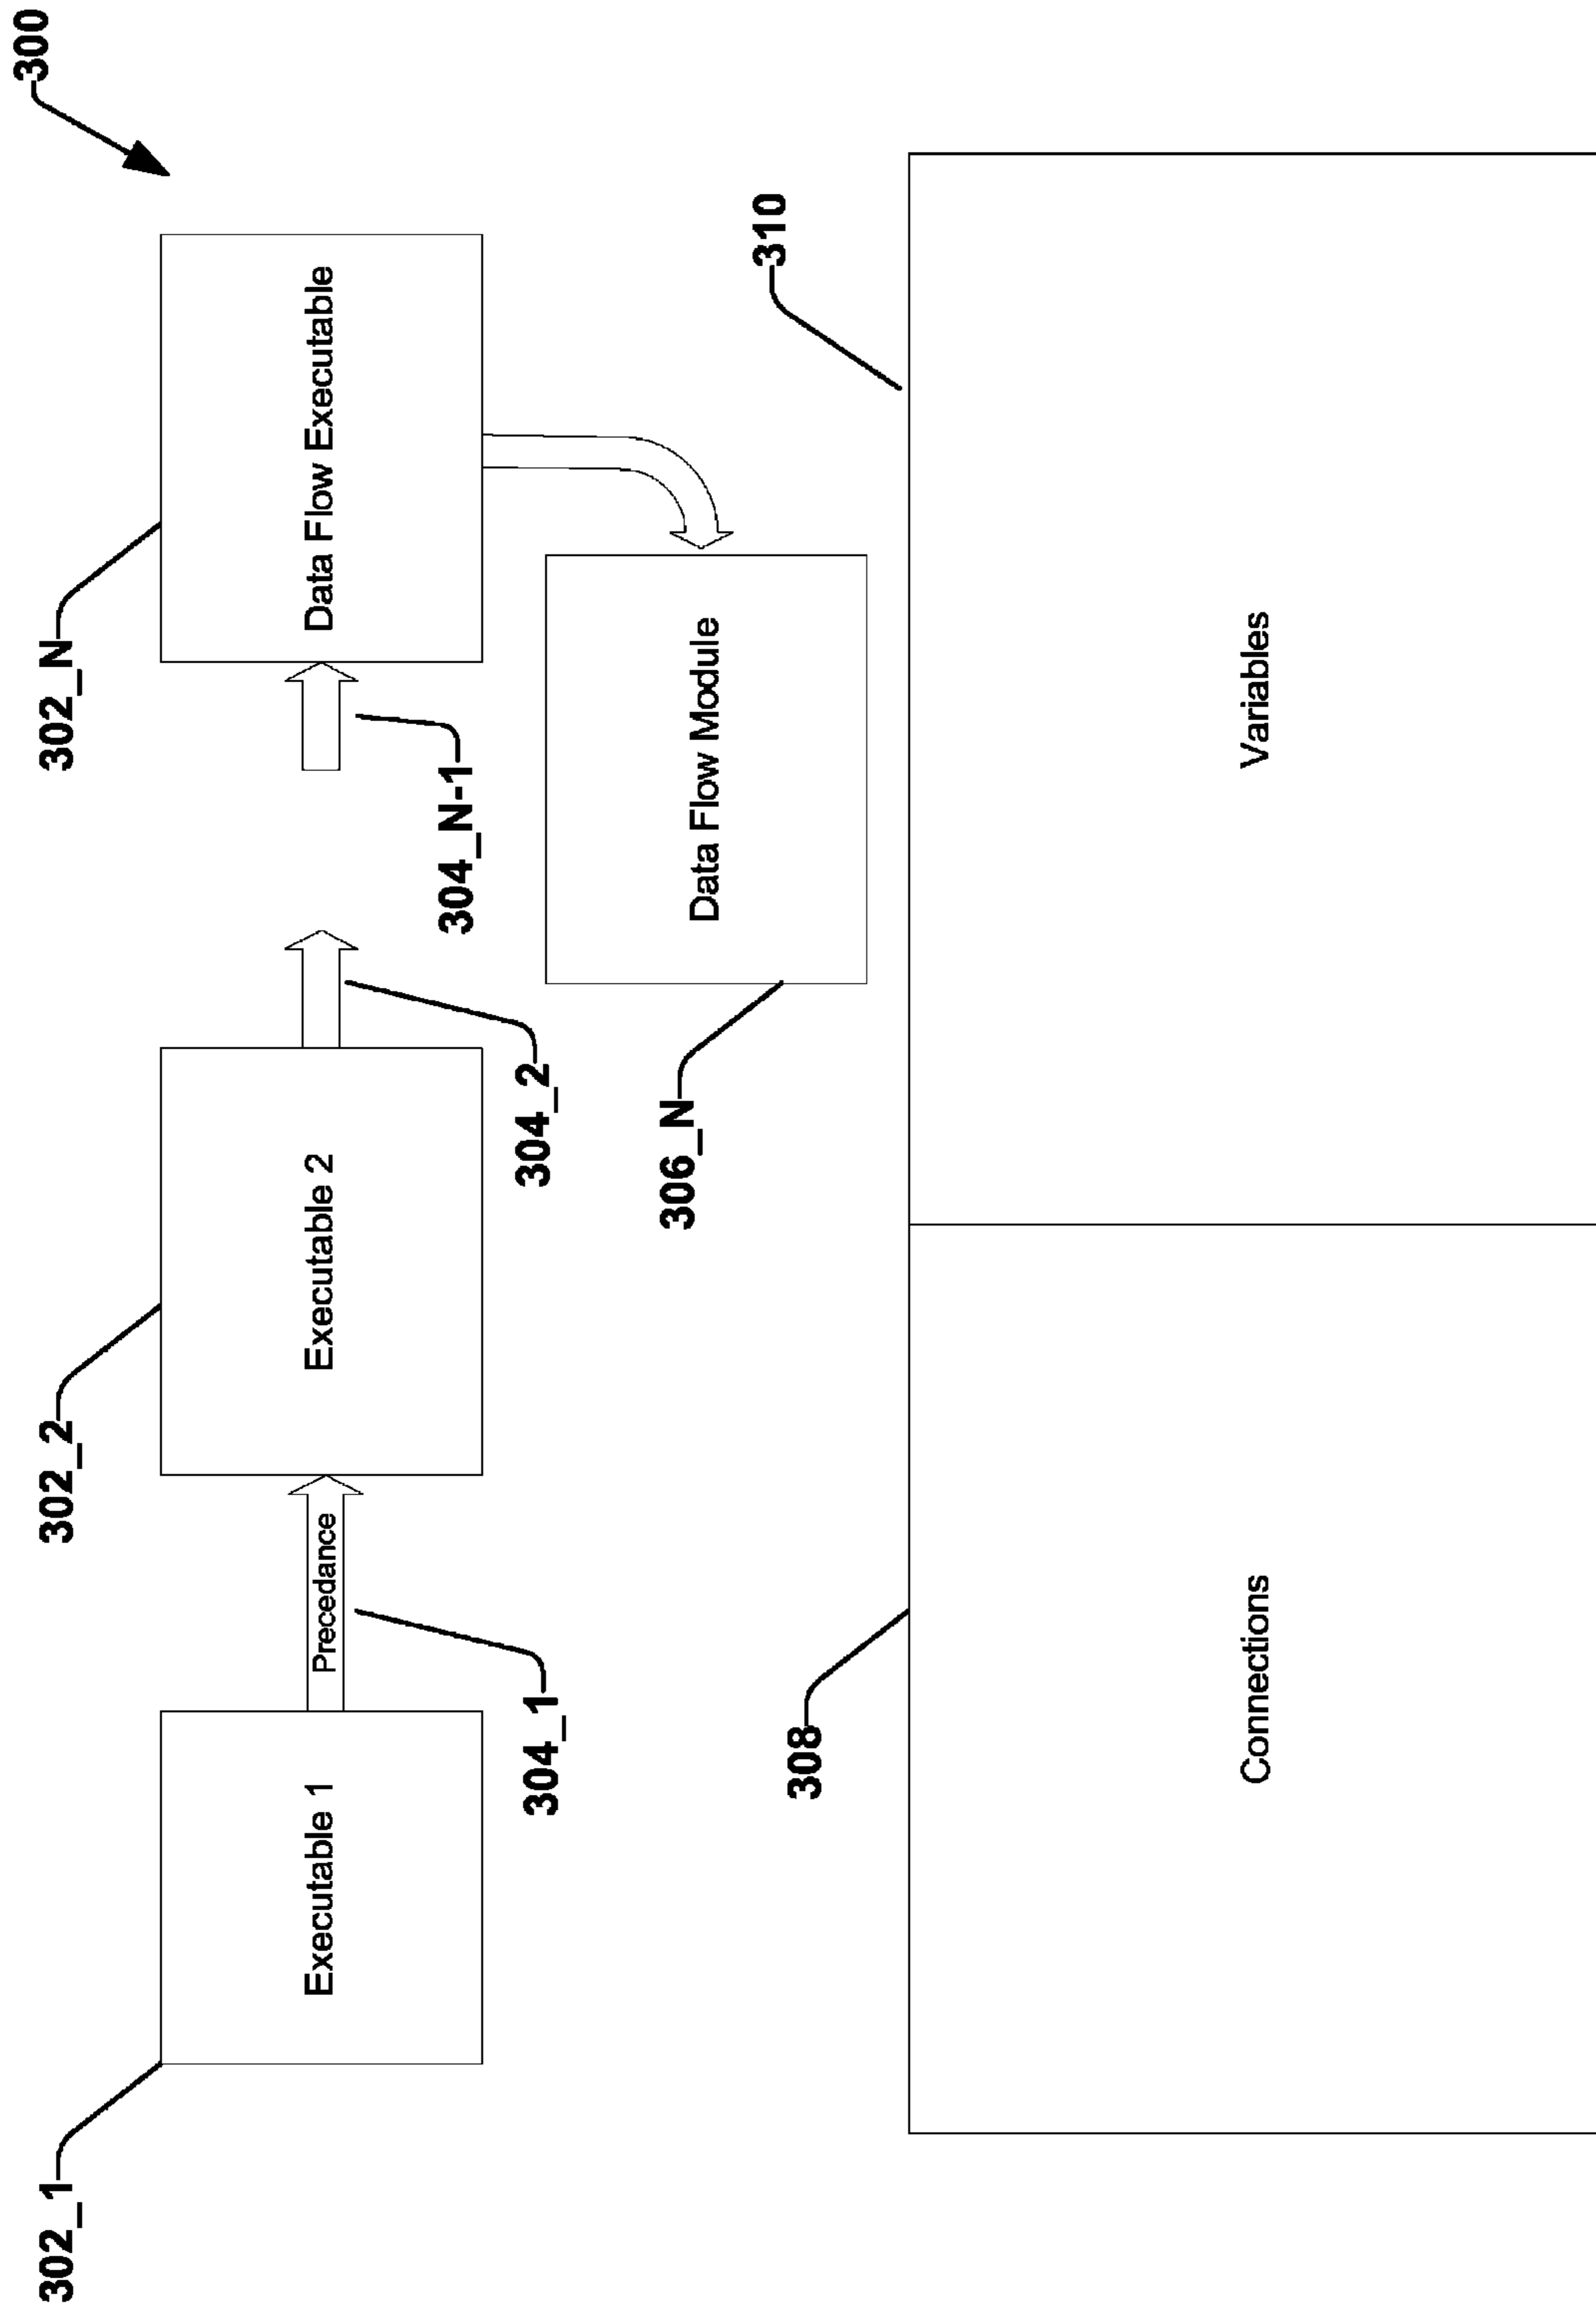 300
302_1
302_2
302_N
Executable 1
Precedance
Executable 2
Data Flow Executable
304_1
304_2
304_N-1
306_N
Data Flow Module
308
310
Connections
Variables